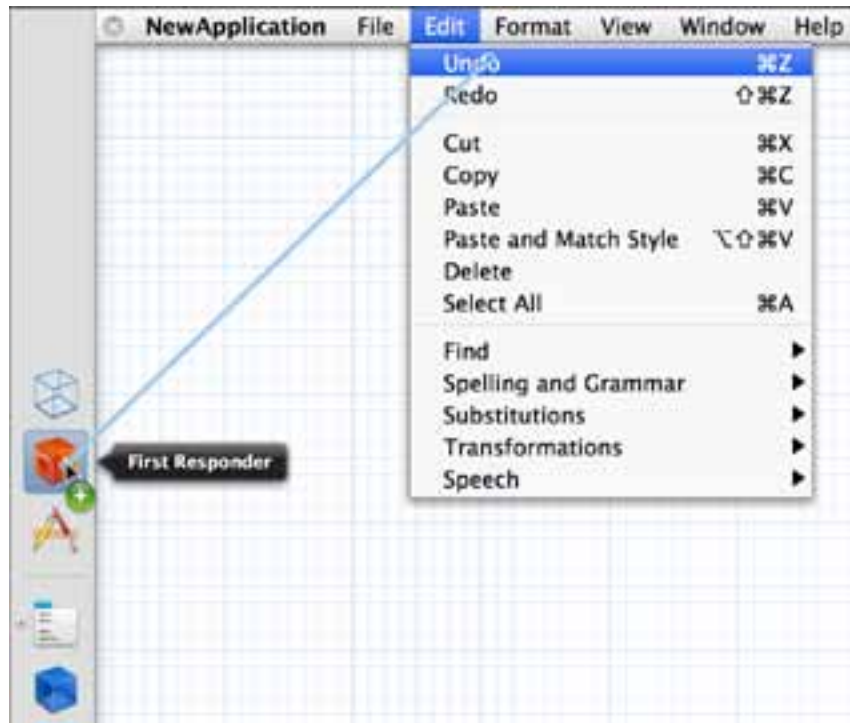 NewApplication File Edit Format View Window Help
Undo ⌘Z
Redo ⇧⌘Z
Cut ⌘X
Copy ⌘C
Paste ⌘V
Paste and Match Style ⌥⇧⌘V
Delete
Select All ⌘A
Find
Spelling and Grammar
Substitutions
Transformations
Speech
First Responder